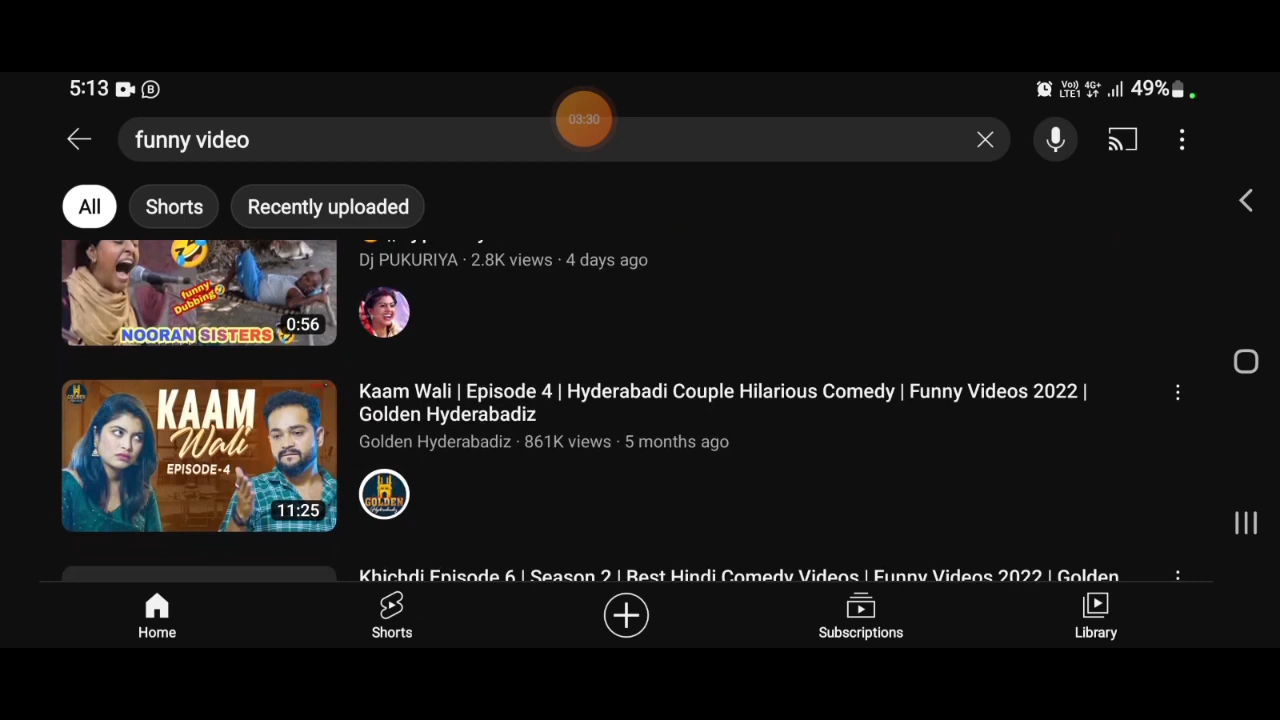 5:13
Vo)) 4G+
LTE1
49%
03:30
funny video
All
Shorts
Recently uploaded
Dj PUKURIYA · 2.8K views · 4 days ago
funny
Dubbing
NOORAN SISTERS
0:56
KAAM
Wali
EPISODE-4
11:25
Kaam Wali | Episode 4 | Hyderabadi Couple Hilarious Comedy | Funny Videos 2022 |
Golden Hyderabadiz
Golden Hyderabadiz · 861K views · 5 months ago
GOLDEN
Khichdi Episode 6 | Season 2 | Best Hindi Comedy Videos | Funny Videos 2022 | Golden
Home
Shorts
Subscriptions
Library